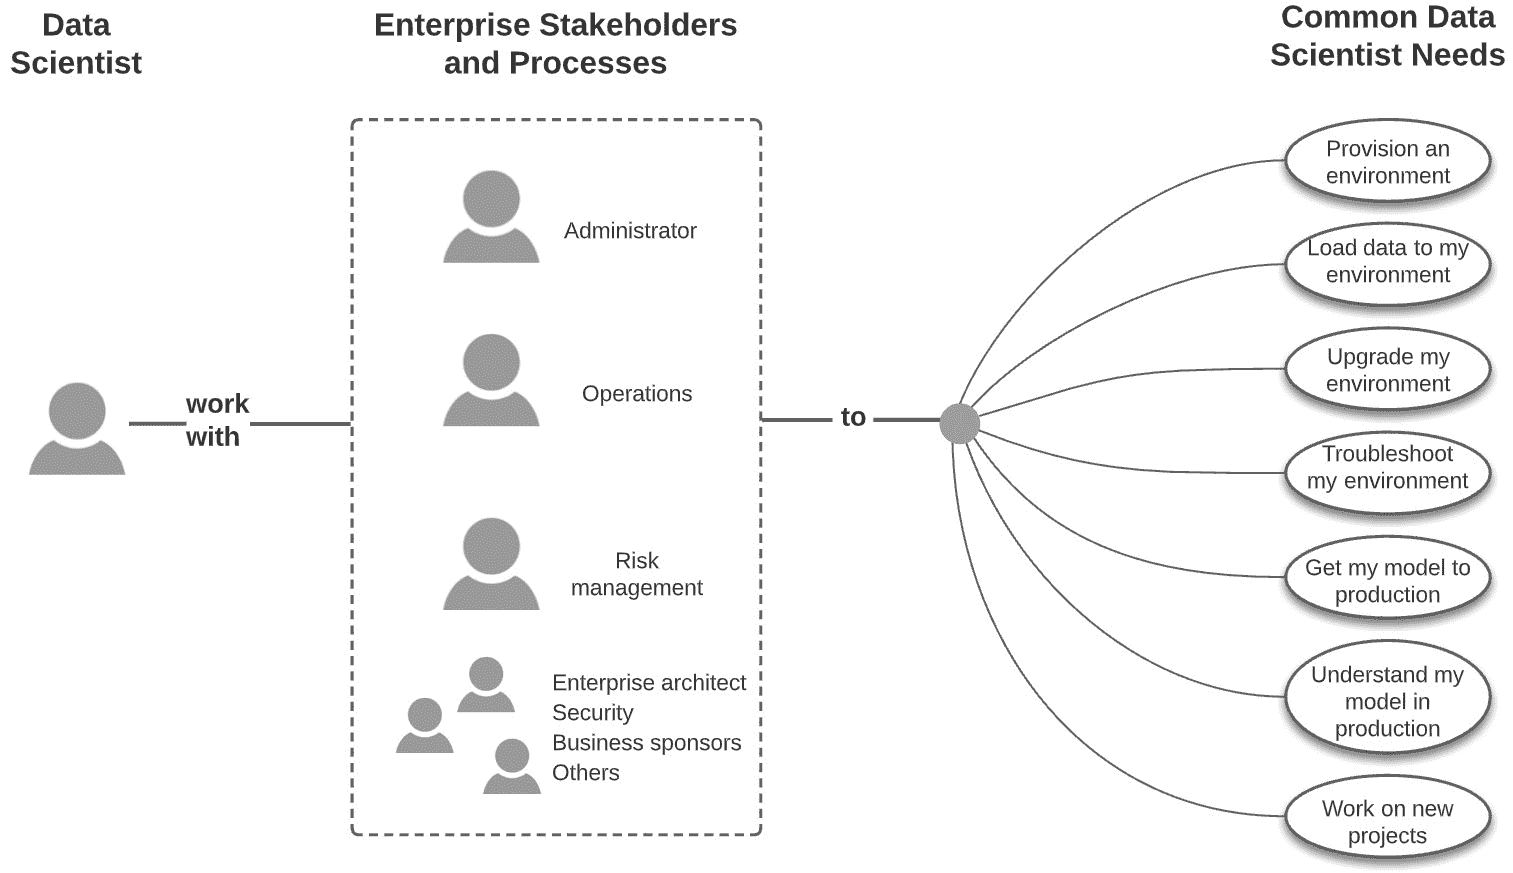 Data
Scientist
Enterprise Stakeholders
and Processes
Common Data
Scientist Needs
work
with
Administrator
Operations
Risk
management
Enterprise architect
Security
Business sponsors
Others
to
Provision an
environment
Load data to my
environment
Upgrade my
environment
Troubleshoot
my environment
Get my model to
production
Understand my
model in
production
Work on new
projects